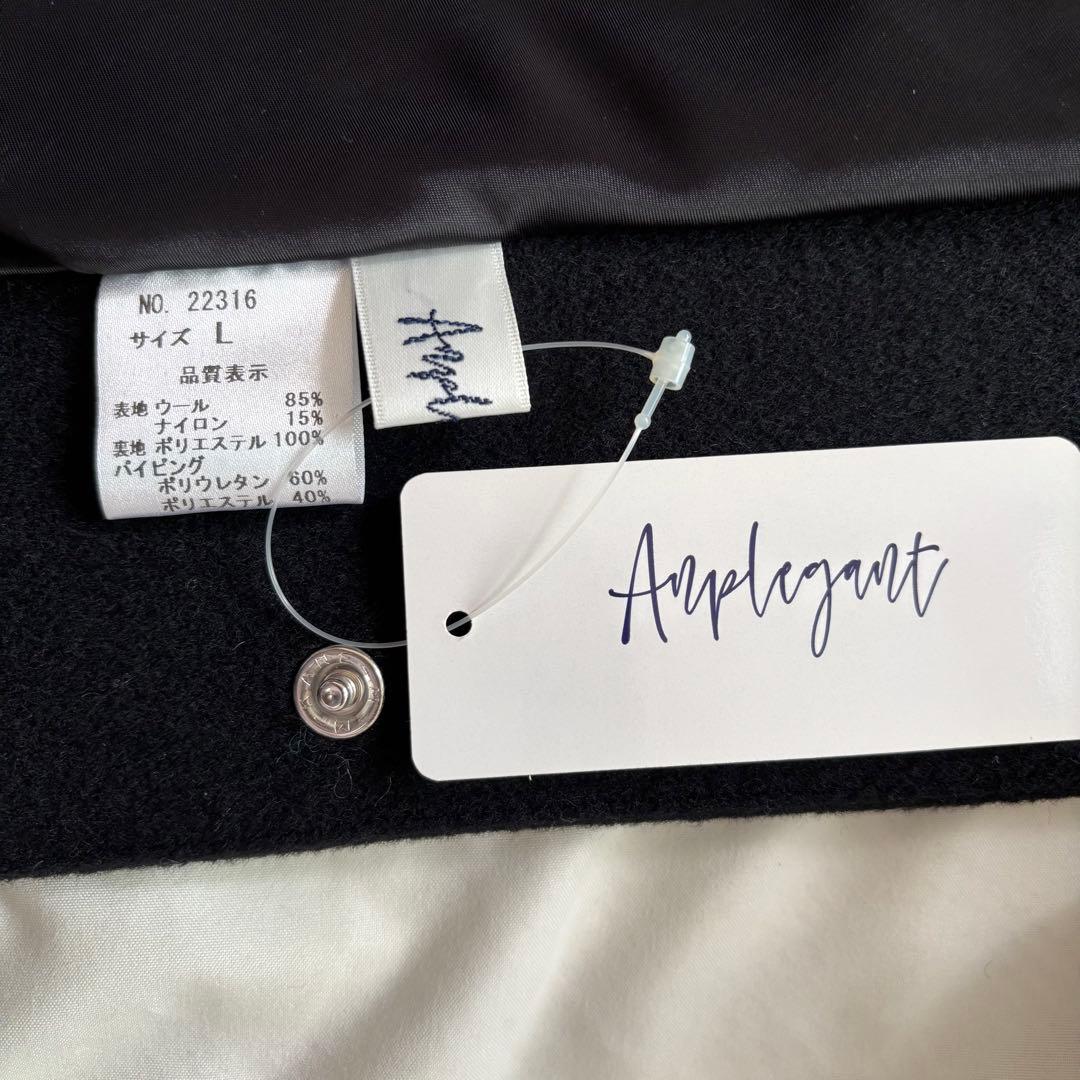 NO. 22316
サイズ L
品質表示
表地 ウール 85%
ナイロン 15%
裏地 ポリエステル 100%
パイピング
ポリウレタン 60%
ポリエステル 40%
Anplegant